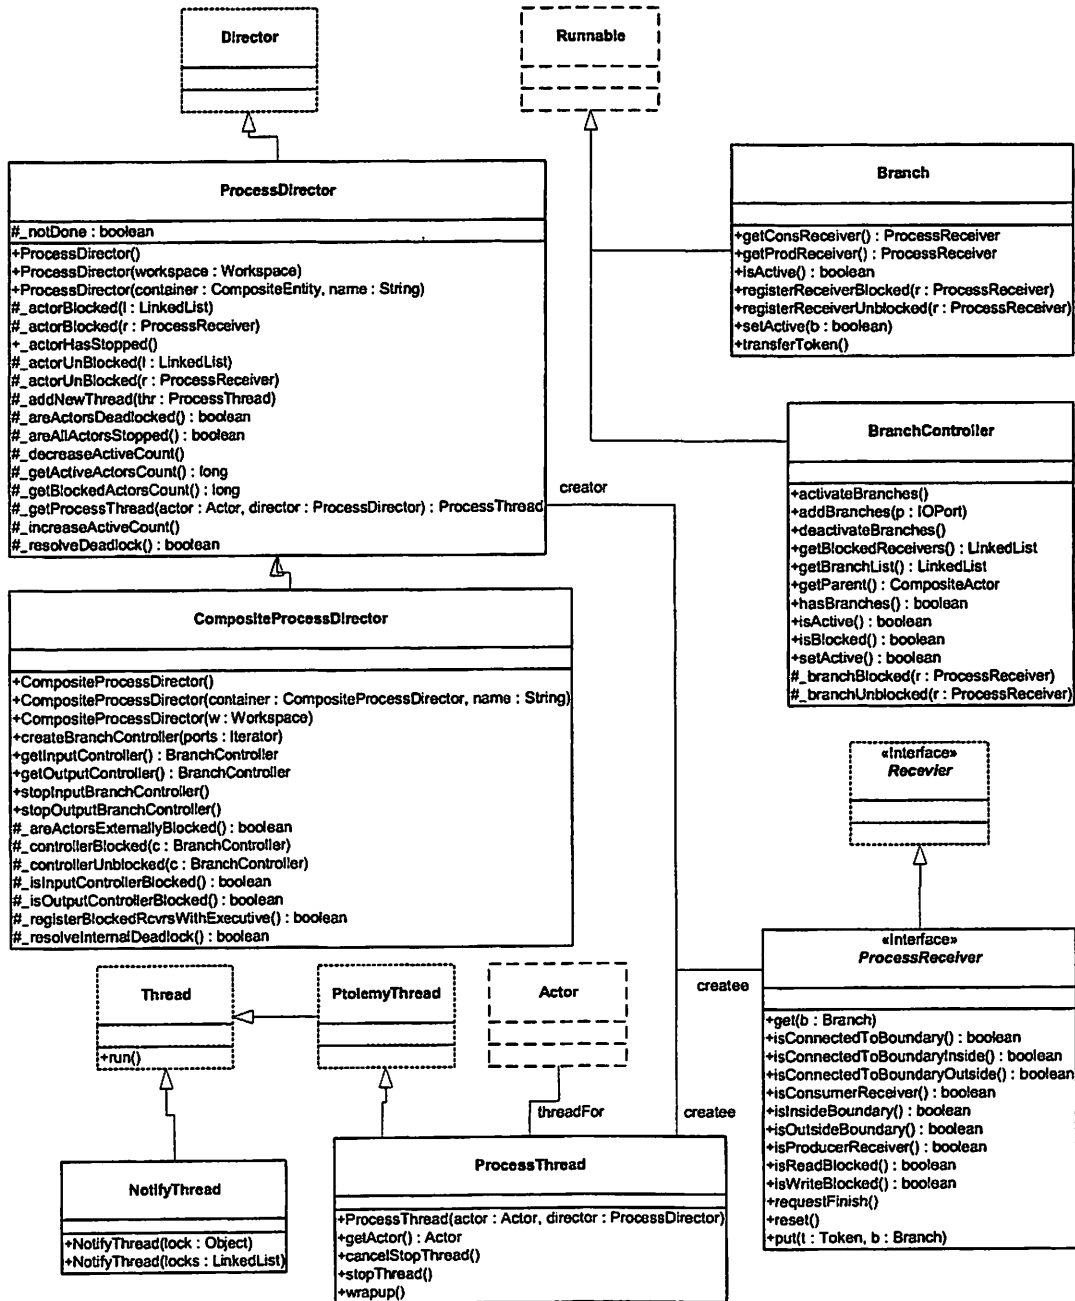 Director
Runnable
ProcessDirector
#_notDone : boolean
+ProcessDirector()
+ProcessDirector(workspace : Workspace)
+ProcessDirector(container : CompositeEntity, name : String)
#_actorBlocked(l : LinkedList)
#_actorBlocked(r : ProcessReceiver)
+_actorHasStopped()
#_actorUnBlocked(l : LinkedList)
#_actorUnBlocked(r : ProcessReceiver)
#_addNewThread(thr : ProcessThread)
#_areActorsDeadlocked() : boolean
#_areAllActorsStopped() : boolean
#_decreaseActiveCount()
#_getActiveActorsCount() : long
#_getBlockedActorsCount() : long
#_getProcessThread(actor : Actor, director : ProcessDirector) : ProcessThread
#_increaseActiveCount()
#_resolveDeadlock() : boolean
Branch
+getConsReceiver() : ProcessReceiver
+getProdReceiver() : ProcessReceiver
+isActive() : boolean
+registerReceiverBlocked(r : ProcessReceiver)
+registerReceiverUnblocked(r : ProcessReceiver)
+setActive(b : boolean)
+transferToken()
creator
BranchController
+activateBranches()
+addBranches(p : IOPort)
+deactivateBranches()
+getBlockedReceivers() : LinkedList
+getBranchList() : LinkedList
+getParent() : CompositeActor
+hasBranches() : boolean
+isActive() : boolean
+isBlocked() : boolean
+setActive() : boolean
#_branchBlocked(r : ProcessReceiver)
#_branchUnblocked(r : ProcessReceiver)
CompositeProcessDirector
+CompositeProcessDirector()
+CompositeProcessDirector(container : CompositeProcessDirector, name : String)
+CompositeProcessDirector(w : Workspace)
+createBranchController(ports : Iterator)
+getInputController() : BranchController
+getOutputController() : BranchController
+stopInputBranchController()
+stopOutputBranchController()
#_areActorsExternallyBlocked() : boolean
#_controllerBlocked(c : BranchController)
#_controllerUnblocked(c : BranchController)
#_isInputControllerBlocked() : boolean
#_isOutputControllerBlocked() : boolean
#_registerBlockedRcvrsWithExecutive() : boolean
#_resolveInternalDeadlock() : boolean
«Interface»
Recevier
«Interface»
ProcessReceiver
+get(b : Branch)
+isConnectedToBoundary() : boolean
+isConnectedToBoundaryInside() : boolean
+isConnectedToBoundaryOutside() : boolean
+isConsumerReceiver() : boolean
+isInsideBoundary() : boolean
+isOutsideBoundary() : boolean
+isProducerReceiver() : boolean
+isReadBlocked() : boolean
+isWriteBlocked() : boolean
+requestFinish()
+reset()
+put(t : Token, b : Branch)
createe
Thread
+run()
PtolemyThread
Actor
threadFor
createe
NotifyThread
+NotifyThread(lock : Object)
+NotifyThread(locks : LinkedList)
ProcessThread
+ProcessThread(actor : Actor, director : ProcessDirector)
+getActor() : Actor
+cancelStopThread()
+stopThread()
+wrapup()